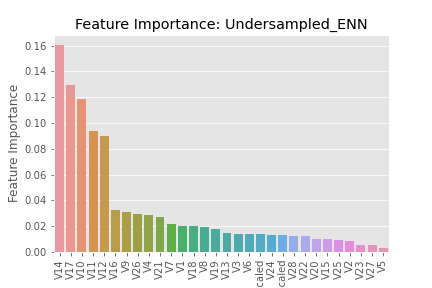 Feature Importance: Undersampled_ENN
Feature Importance
0.16
0.14
0.12
0.10
0.08
0.06
0.04
0.02
0.00
V14
V17
V10
V11
V12
V16
V9
V26
V4
V21
V7
V1
V18
V8
V19
V13
V3
V6
caled
V24
caled
V28
V22
V20
V15
V25
V2
V23
V27
V5